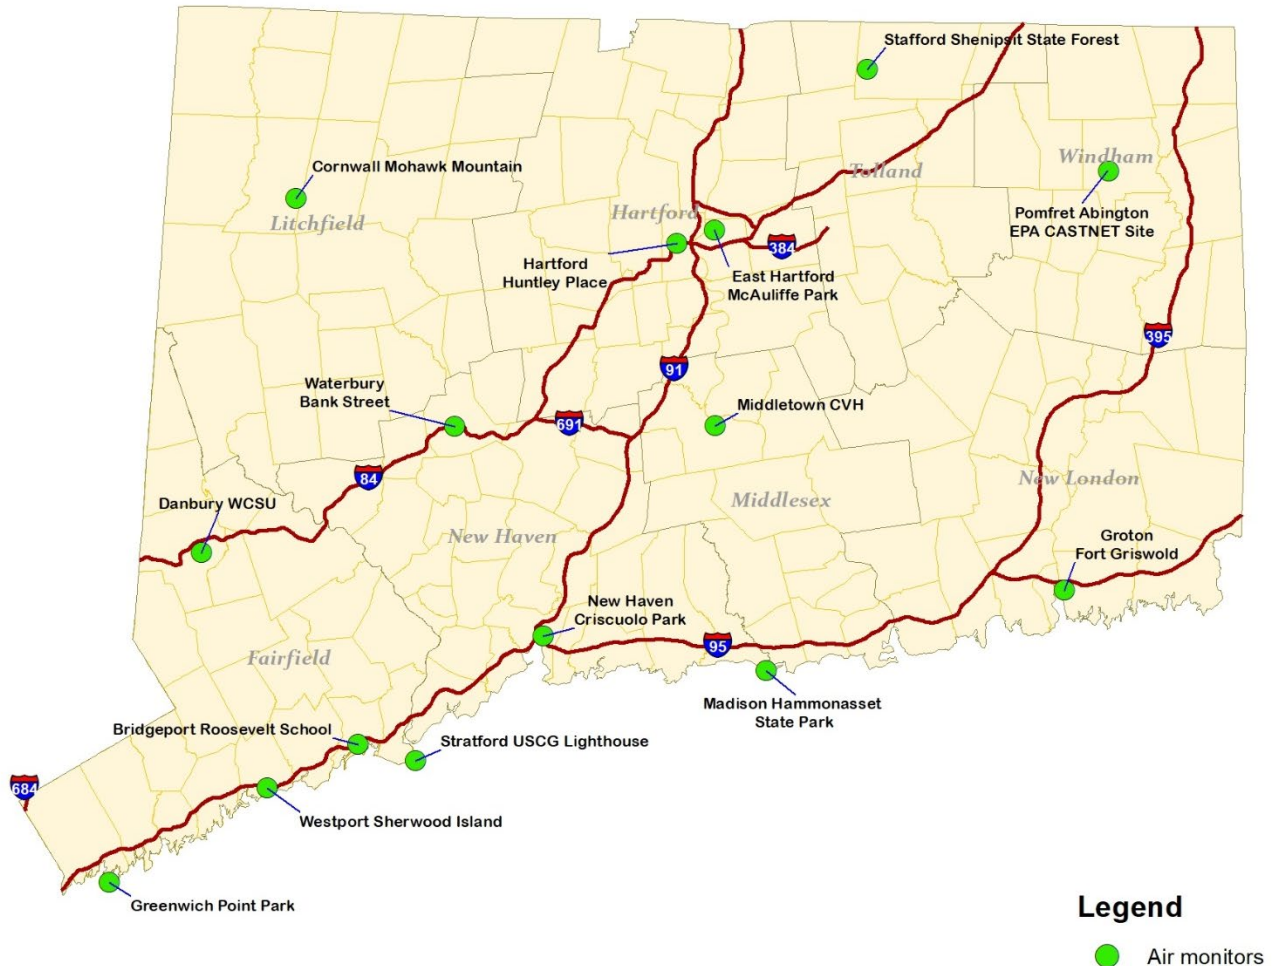 Stafford Shenipsit State Forest
Cornwall Mohawk Mountain
Litchfield
Hartford
Tolland
Windham
Pomfret Abington
EPA CASTNET Site
Hartford
Huntley Place
384
East Hartford
McAuliffe Park
395
91
Waterbury
Bank Street
691
Middletown CVH
84
Danbury WCSU
New Haven
Middlesex
New London
Groton
Fort Griswold
New Haven
Criscuolo Park
95
Fairfield
Madison Hammonasset
State Park
Bridgeport Roosevelt School
Stratford USCG Lighthouse
684
Westport Sherwood Island
Greenwich Point Park
Legend
Air monitors